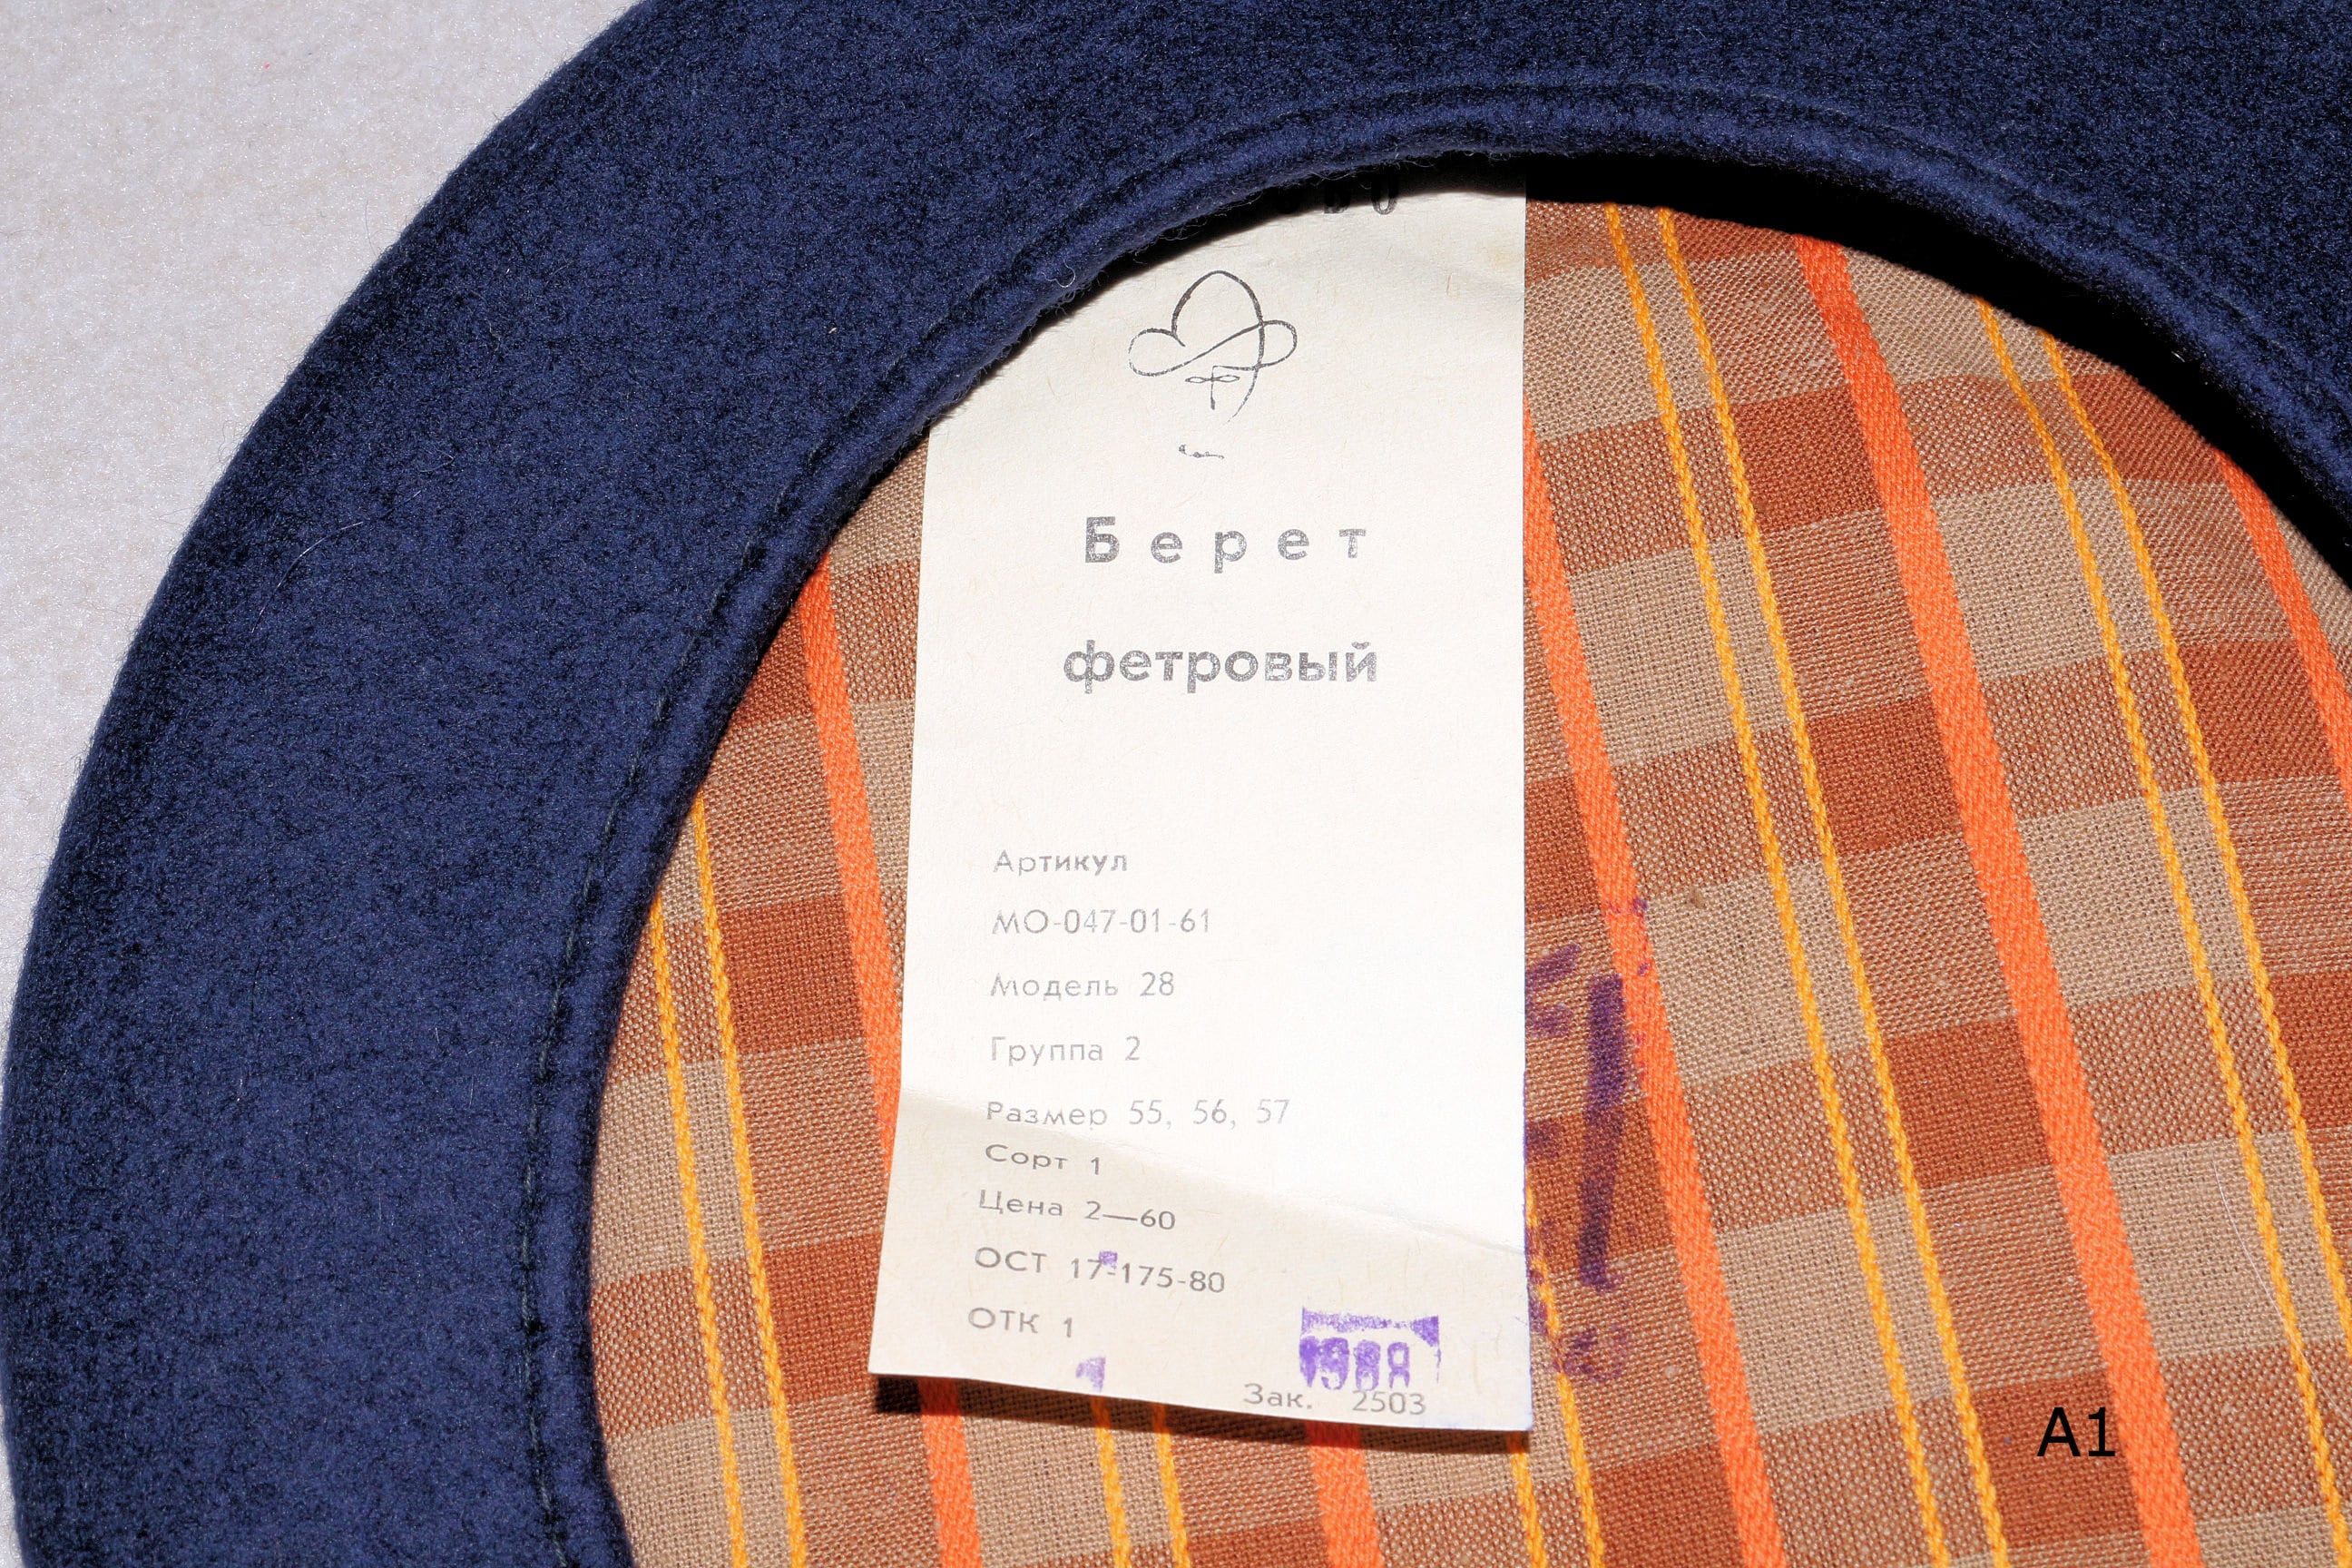 Берет
фетровый
Артикул
МО-047-01-61
Модель 28
Группа 2
Размер 55, 56, 57
Сорт 1
Цена 2—60
ОСТ 17-175-80
ОТК 1
1988
Зак. 2503
A1